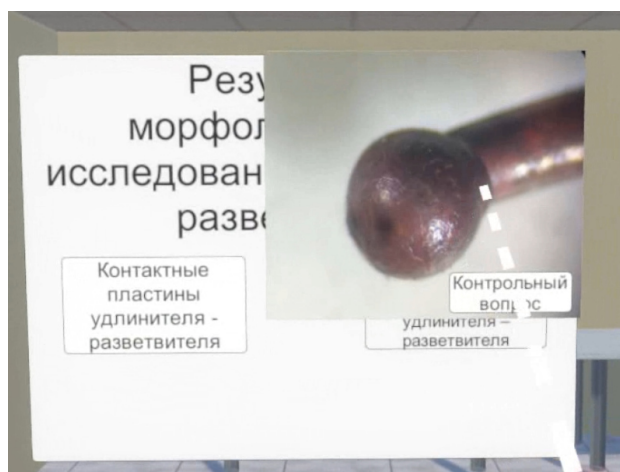 Резу
морфол
исследован
разве
Контактные
пластины
удлинителя -
разветвителя
Контрольный
вопрос
удлинителя –
разветвителя